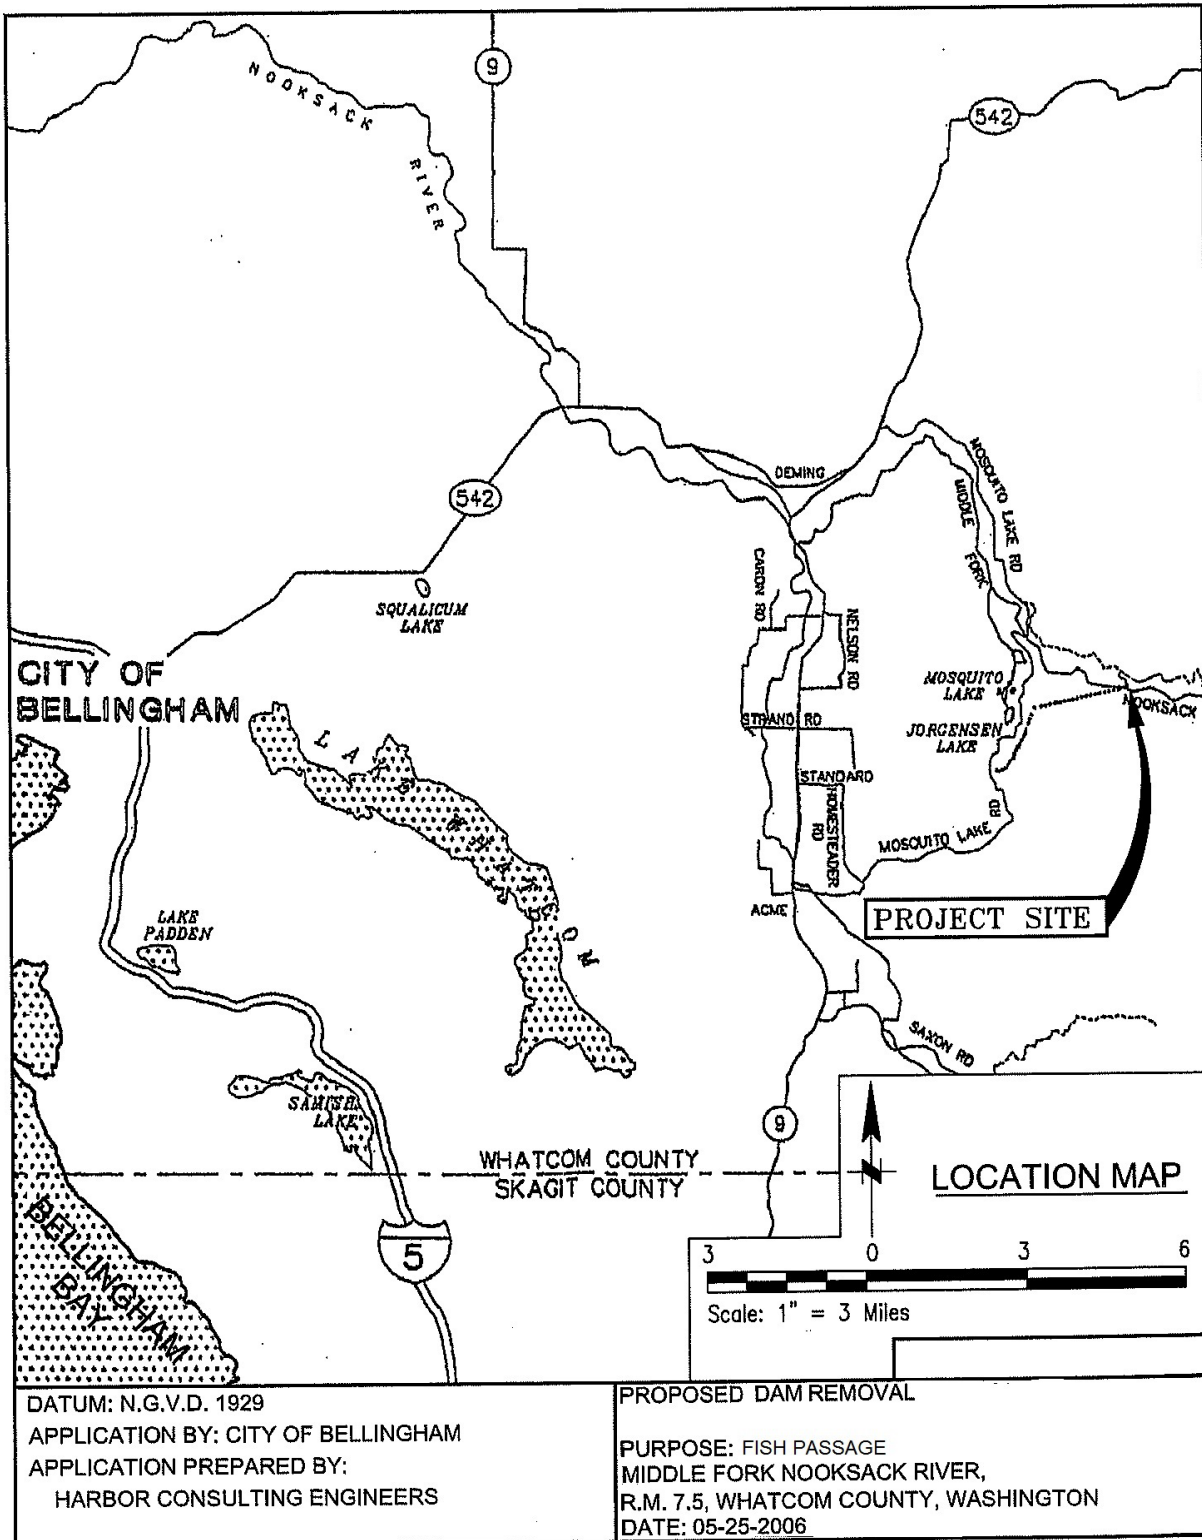 NOOKSACK
RIVER
9
542
DEMING
MOSQUITO LAKE RD
MIDDLE
FORK
542
SQUALICUM
LAKE
CARON RD
NELSON RD
CITY OF
BELLINGHAM
MOSQUITO
LAKE
NOOKSACK
JORGENSEN
LAKE
STRAND RD
LAKE WHATCOM
STANDARD
HOMESTEADER
RD
MOSQUITO LAKE RD
ACME
PROJECT SITE
LAKE
PADDEN
SAXON RD
SAMISH
LAKE
9
WHATCOM COUNTY
SKAGIT COUNTY
LOCATION MAP
BELLINGHAM
BAY
5
3 0 3 6
Scale: 1" = 3 Miles
DATUM: N.G.V.D. 1929
APPLICATION BY: CITY OF BELLINGHAM
APPLICATION PREPARED BY:
HARBOR CONSULTING ENGINEERS
PROPOSED DAM REMOVAL
PURPOSE: FISH PASSAGE
MIDDLE FORK NOOKSACK RIVER,
R.M. 7.5, WHATCOM COUNTY, WASHINGTON
DATE: 05-25-2006